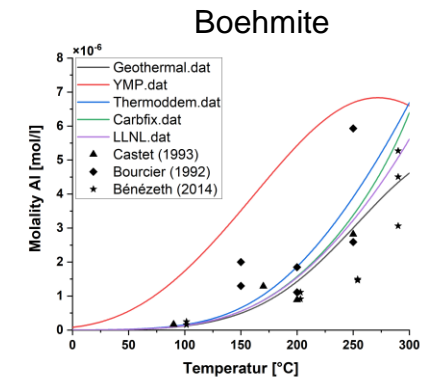 Boehmite
×10⁻⁶
8
7
6
5
4
3
2
1
0
Molality Al [mol/l]
Geothermal.dat
YMP.dat
Thermoddem.dat
Carbfix.dat
LLNL.dat
Castet (1993)
Bourcier (1992)
Bénézeth (2014)
0 50 100 150 200 250 300
Temperatur [°C]